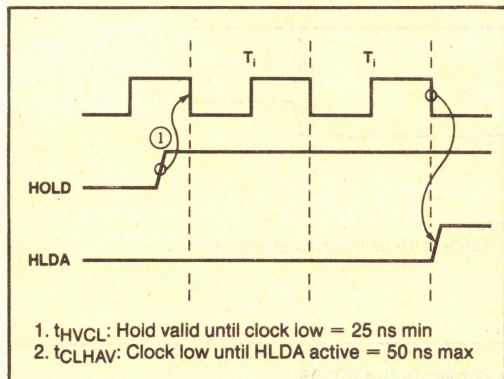 Ti Ti
1
HOLD
HLDA
1. tHVCL: Hold valid until clock low = 25 ns min
2. tCLHAV: Clock low until HLDA active = 50 ns max